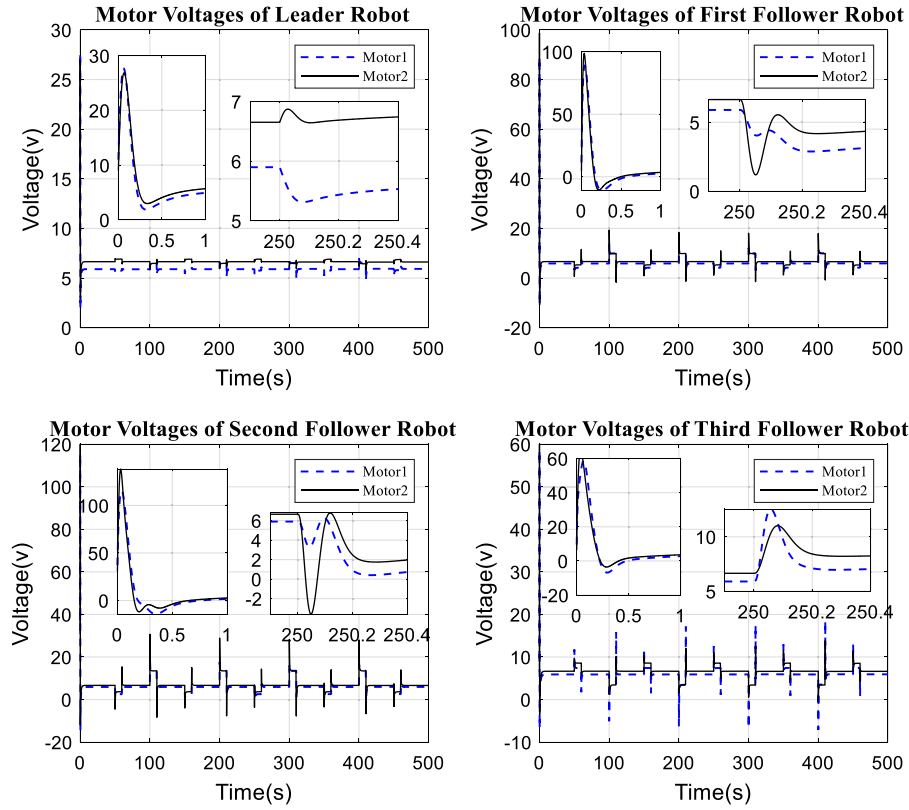 Motor Voltages of Leader Robot
Motor1
Motor2
Voltage(v)
30
25
20
15
10
5
0
30
20
10
0
0 0.5 1
7
6
5
250 250.2 250.4
0 100 200 300 400 500
Time(s)
Motor Voltages of First Follower Robot
Motor1
Motor2
Voltage(v)
100
80
60
40
20
0
-20
100
50
0
0 0.5 1
5
0
250 250.2 250.4
0 100 200 300 400 500
Time(s)
Motor Voltages of Second Follower Robot
Motor1
Motor2
Voltage(v)
120
100
80
60
40
20
0
-20
100
50
0
0 0.5 1
6
4
2
0
-2
250 250.2 250.4
0 100 200 300 400 500
Time(s)
Motor Voltages of Third Follower Robot
Motor1
Motor2
Voltage(v)
60
50
40
30
20
10
0
-10
60
40
20
0
-20
0 0.5 1
10
5
250 250.2 250.4
0 100 200 300 400 500
Time(s)